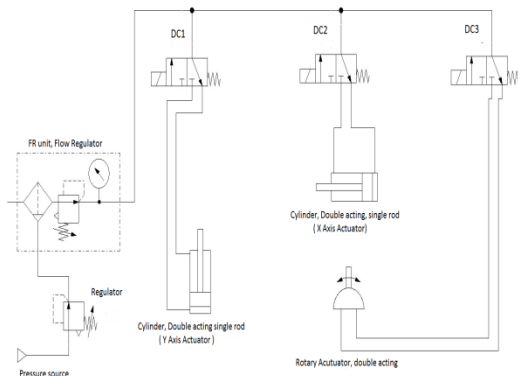 DC1
DC2
DC3
FR unit, Flow Regulator
Cylinder, Double acting, single rod
( X Axis Actuator)
Regulator
Cylinder, Double acting single rod
( Y Axis Actuator )
Rotary Acutuator, double acting
Pressure source